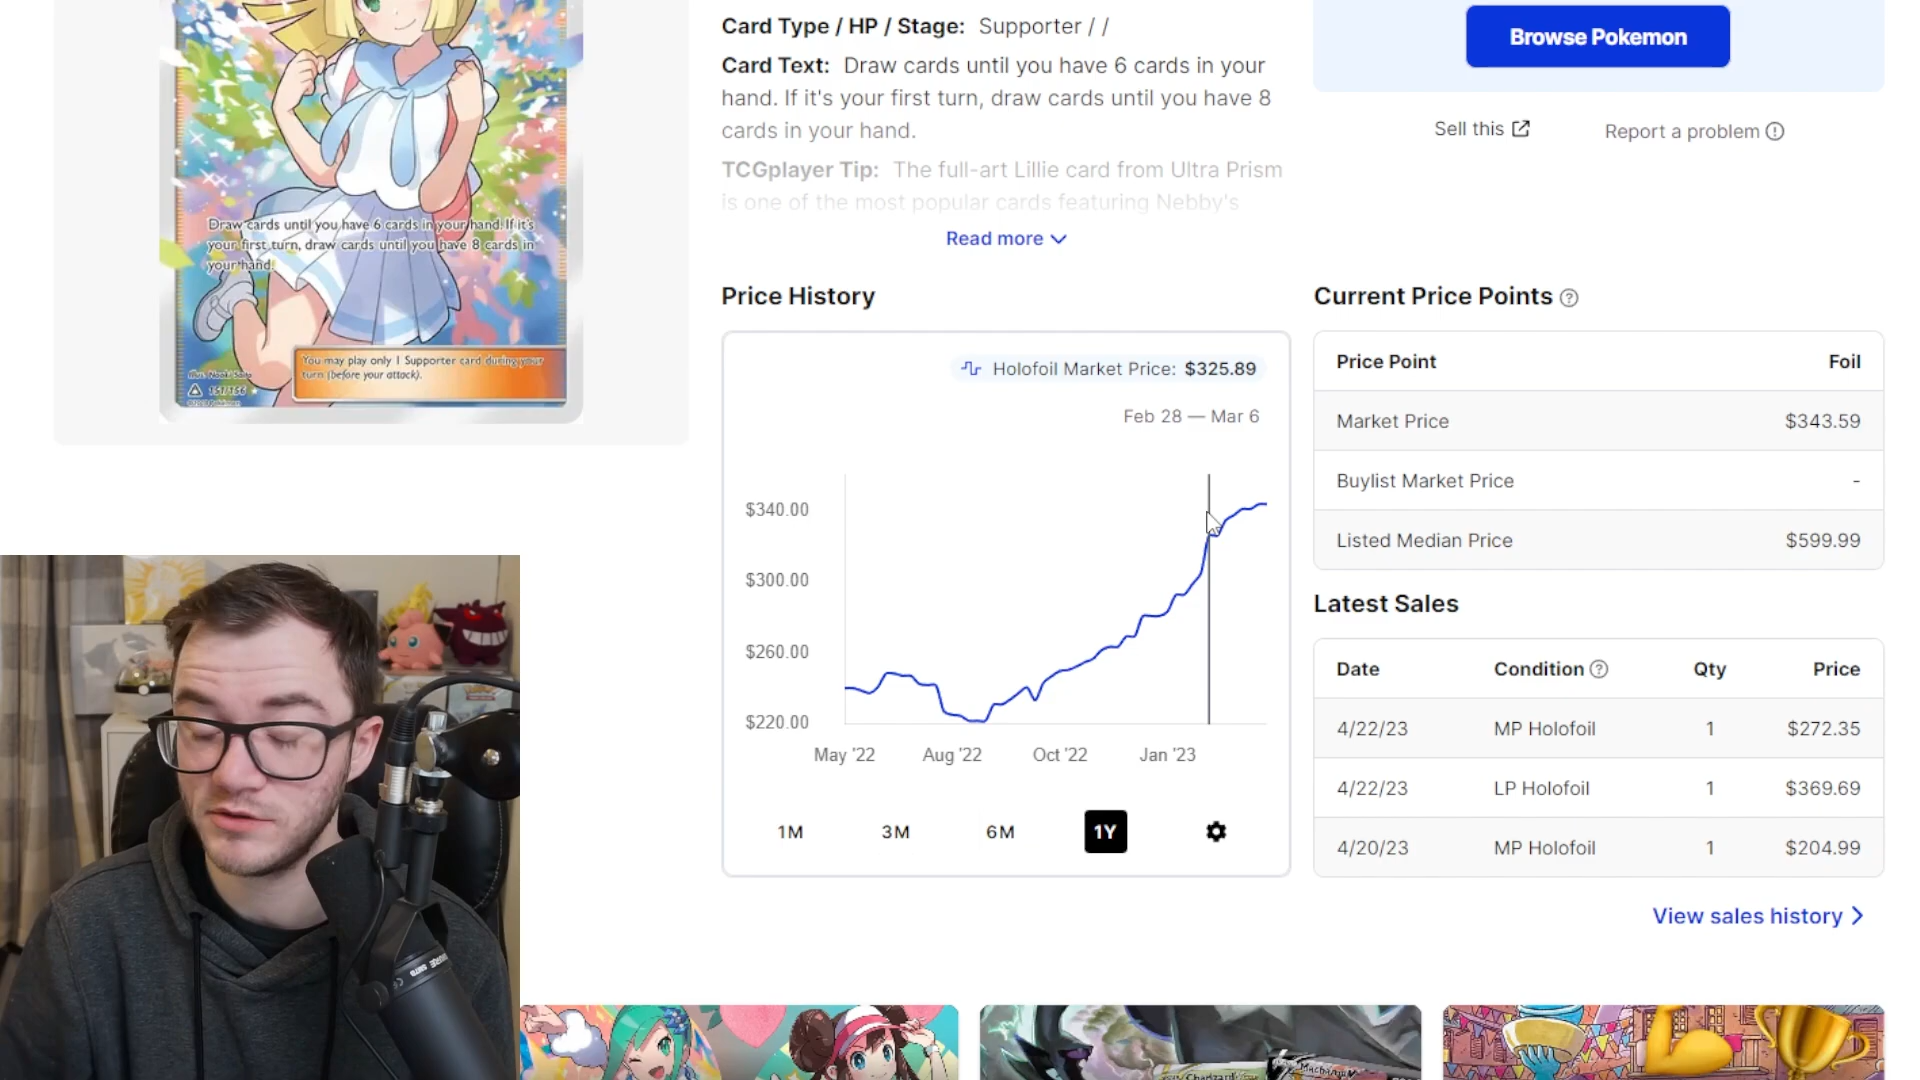 Card Type / HP / Stage: Supporter / /
Card Text: Draw cards until you have 6 cards in your
hand. If it's your first turn, draw cards until you have 8
cards in your hand.
TCGplayer Tip: The full-art Lillie card from Ultra Prism
is one of the most popular cards featuring Nebby's
Read more
Browse Pokemon
Sell this
Report a problem
Draw cards until you have 6 cards in your hand. If it's
your first turn, draw cards until you have 8 cards in
your hand.
You may play only 1 Supporter card during your
turn (before your attack).
151/156
Price History
Holofoil Market Price: $325.89
Feb 28 — Mar 6
$340.00
$300.00
$260.00
$220.00
May '22
Aug '22
Oct '22
Jan '23
1M
3M
6M
1Y
Current Price Points
Price Point
Foil
Market Price
$343.59
Buylist Market Price
-
Listed Median Price
$599.99
Latest Sales
Date Condition Qty Price
4/22/23 MP Holofoil 1 $272.35
4/22/23 LP Holofoil 1 $369.69
4/20/23 MP Holofoil 1 $204.99
View sales history